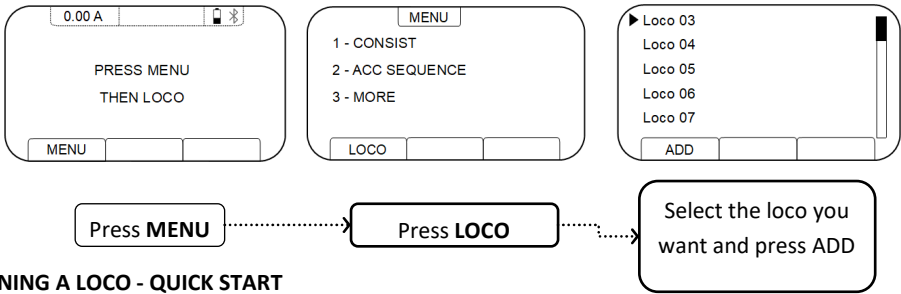 0.00 A
PRESS MENU
THEN LOCO
MENU
MENU
1 - CONSIST
2 - ACC SEQUENCE
3 - MORE
LOCO
Loco 03
Loco 04
Loco 05
Loco 06
Loco 07
ADD
Press MENU
Press LOCO
Select the loco you
want and press ADD
NING A LOCO - QUICK START